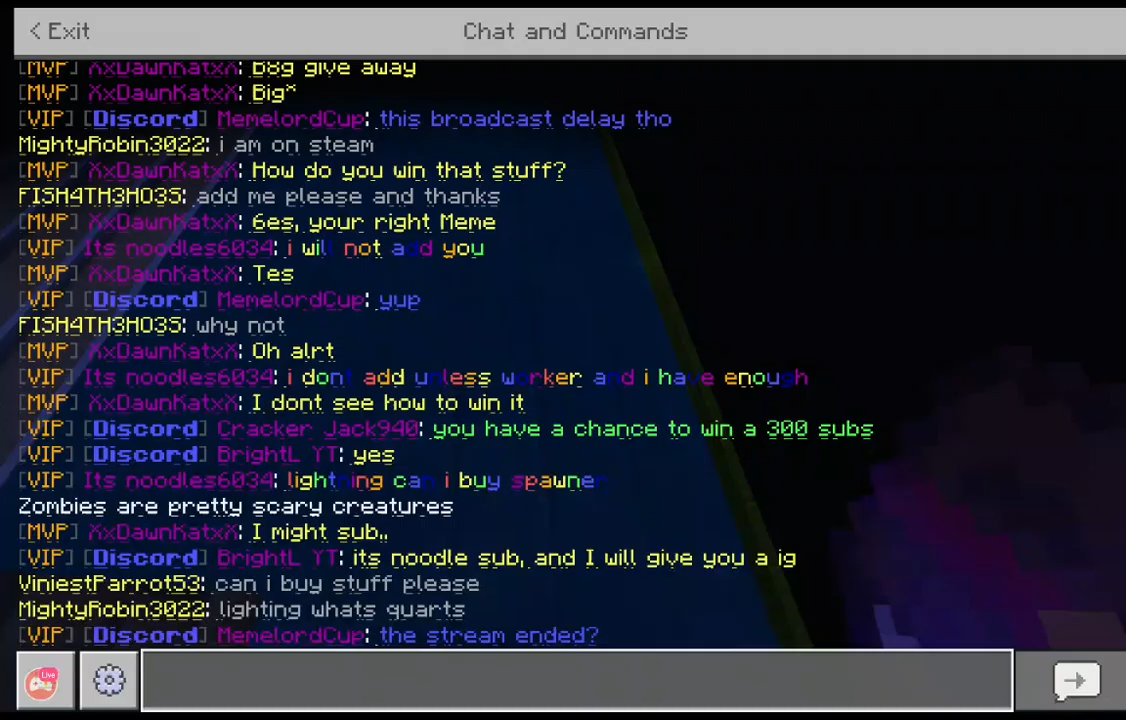 < Exit
Chat and Commands
[MVP] XxDawnKatxX: B8g give away
[MVP] XxDawnKatxX: Big*
[VIP] [Discord] MemelordCup: this broadcast delay tho
MightyRobin3022: i am on steam
[MVP] XxDawnKatxX: How do you win that stuff?
FISH4TH3HO3S: add me please and thanks
[MVP] XxDawnKatxX: 6es, your right Meme
[VIP] Its noodles6034: i will not add you
[MVP] XxDawnKatxX: Tes
[VIP] [Discord] MemelordCup: yup
FISH4TH3HO3S: why not
[MVP] XxDawnKatxX: Oh alrt
[VIP] Its noodles6034: i dont add unless worker and i have enough
[MVP] XxDawnKatxX: I dont see how to win it
[VIP] [Discord] Cracker Jack940: you have a chance to win a 300 subs
[VIP] [Discord] BrightL YT: yes
[VIP] Its noodles6034: lightning can i buy spawner
Zombies are pretty scary creatures
[MVP] XxDawnKatxX: I might sub,,
[VIP] [Discord] BrightL YT: its noodle sub, and I will give you a ig
ViniestParrot53: can i buy stuff please
MightyRobin3022: lighting whats quarts
[VIP] [Discord] MemelordCup: the stream ended?
Live